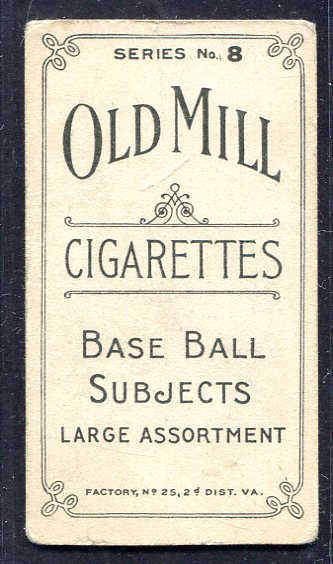 SERIES No. 8
OLD MILL
CIGARETTES
BASE BALL
SUBJECTS
LARGE ASSORTMENT
FACTORY, Nº 25, 2d DIST. VA.